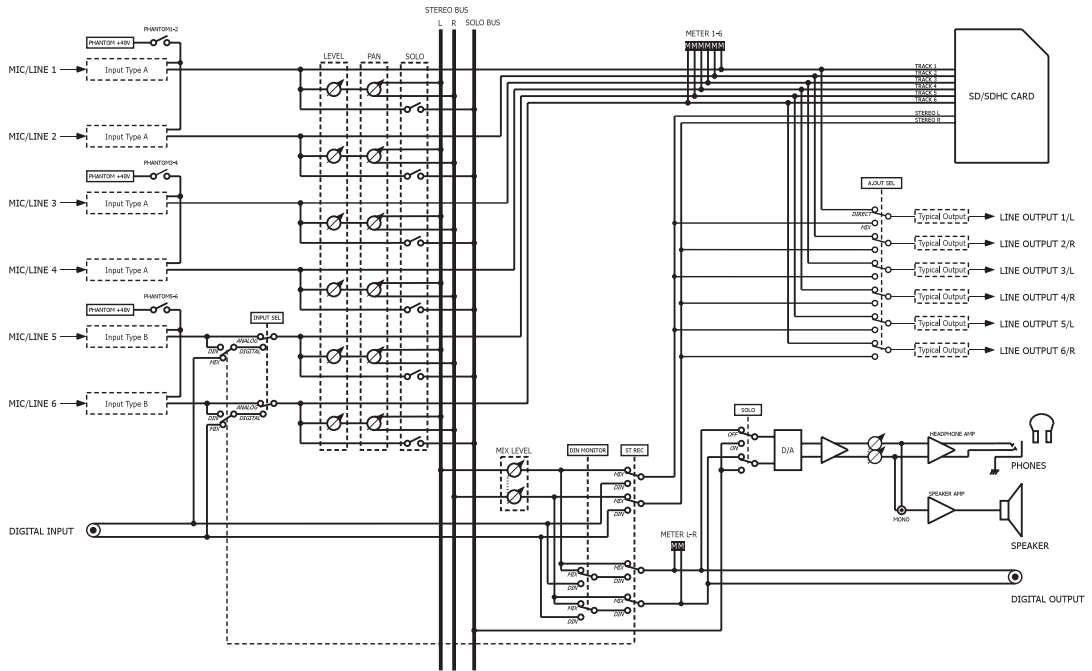 STEREO BUS
L R SOLO BUS
PHANTOM1-2
PHANTOM +48V
METER 1-6
MMMMMM
LEVEL PAN SOLO
MIC/LINE 1 Input Type A
TRACK 1
TRACK 2
TRACK 3
TRACK 4
TRACK 5
TRACK 6
STEREO L
STEREO R
SD/SDHC CARD
MIC/LINE 2 Input Type A
PHANTOM3-4
PHANTOM +48V
MIC/LINE 3 Input Type A
A.OUT SEL
DIRECT
MIX
Typical Output LINE OUTPUT 1/L
Typical Output LINE OUTPUT 2/R
MIC/LINE 4 Input Type A
Typical Output LINE OUTPUT 3/L
Typical Output LINE OUTPUT 4/R
PHANTOM5-6
PHANTOM +48V
INPUT SEL
Typical Output LINE OUTPUT 5/L
MIC/LINE 5 Input Type B
ANALOG
DIN
DIGITAL
MIX
Typical Output LINE OUTPUT 6/R
MIC/LINE 6 Input Type B
ANALOG
DIN
DIGITAL
MIX
SOLO
OFF
ON
D/A
HEADPHONE AMP
PHONES
MIX LEVEL
DIN MONITOR
ST REC
MIX
DIN
MIX
DIN
SPEAKER AMP
MONO
SPEAKER
DIGITAL INPUT
METER L-R
MM
MIX
MIX
DIN
DIN
MIX
MIX
DIN
DIN
DIGITAL OUTPUT